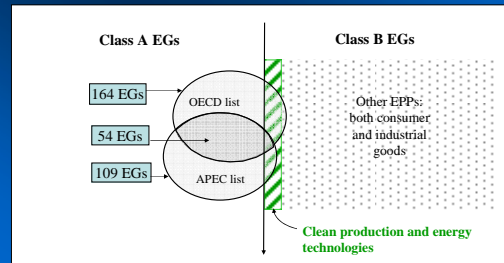 Class A EGs
Class B EGs
164 EGs
OECD list
54 EGs
109 EGs
APEC list
Other EPPs:
both consumer
and industrial
goods
Clean production and energy
technologies